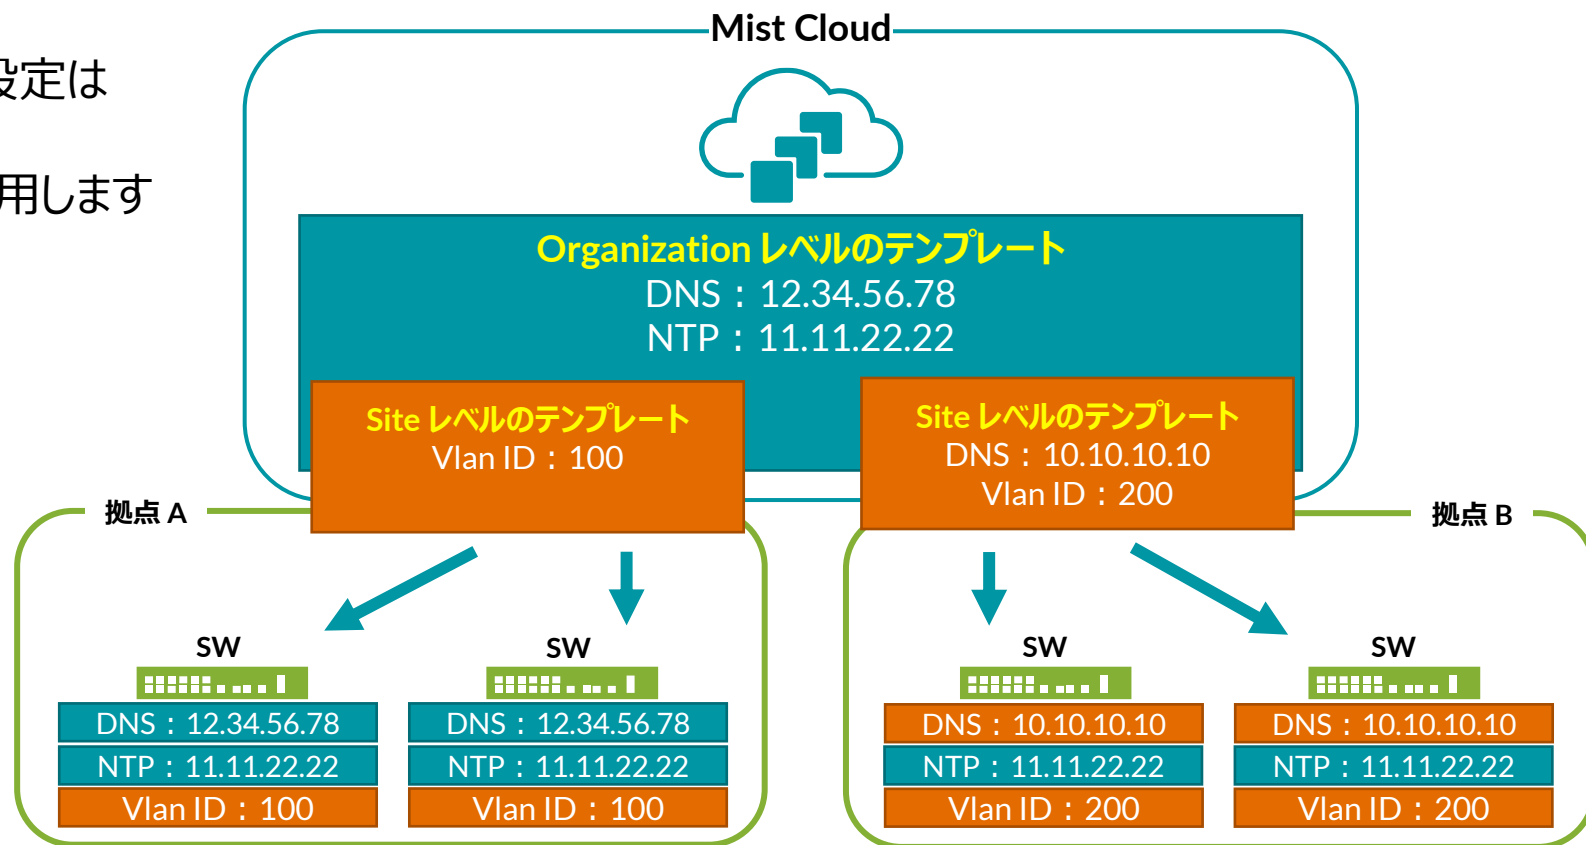 Mist Cloud
設定は
用します
Organization レベルのテンプレート
DNS：12.34.56.78
NTP：11.11.22.22
Site レベルのテンプレート
Vlan ID：100
Site レベルのテンプレート
DNS：10.10.10.10
Vlan ID：200
拠点 A
拠点 B
SW
DNS：12.34.56.78
NTP：11.11.22.22
Vlan ID：100
SW
DNS：12.34.56.78
NTP：11.11.22.22
Vlan ID：100
SW
DNS：10.10.10.10
NTP：11.11.22.22
Vlan ID：200
SW
DNS：10.10.10.10
NTP：11.11.22.22
Vlan ID：200